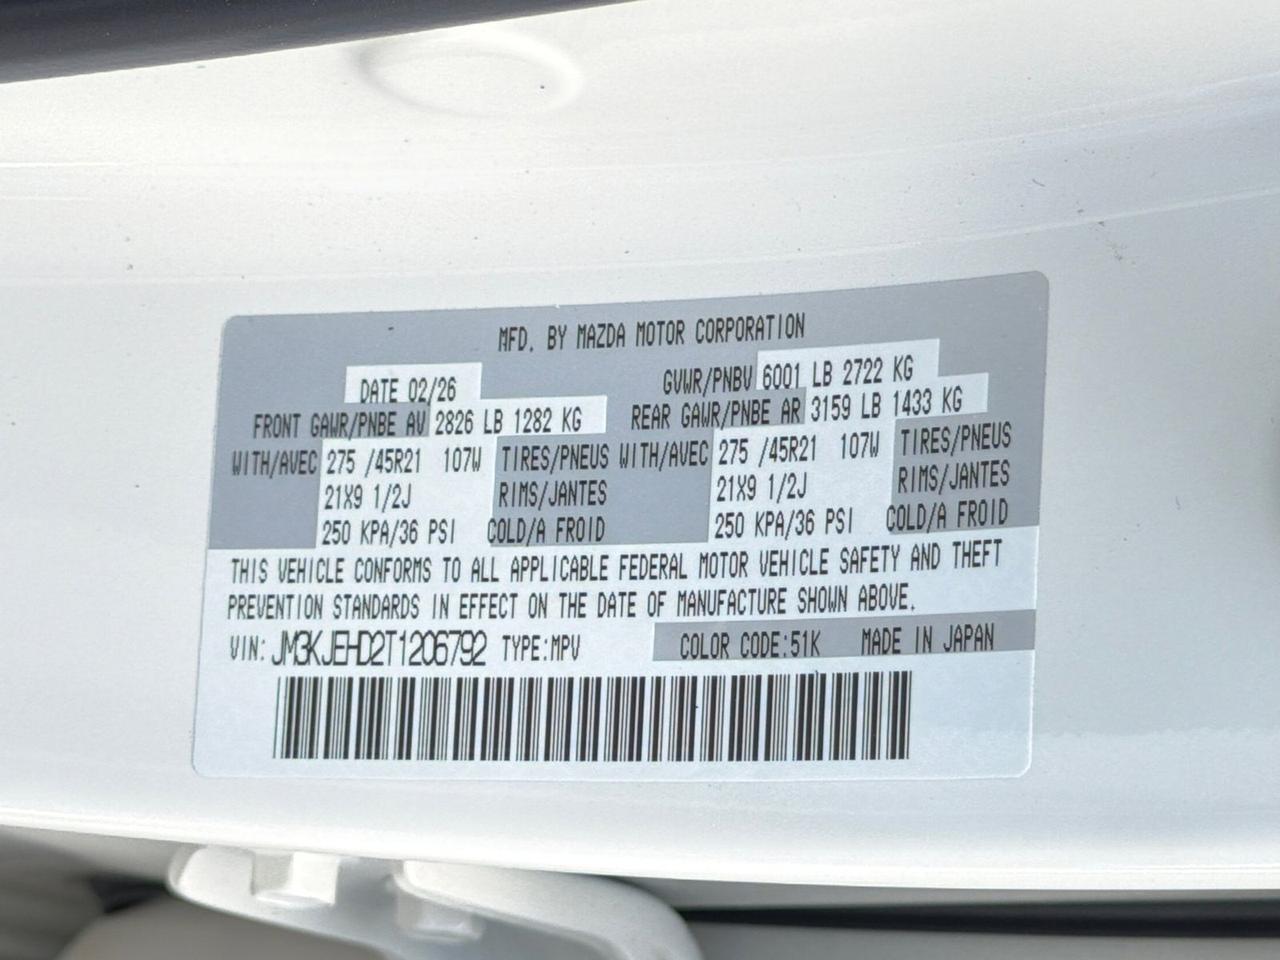 MFD. BY MAZDA MOTOR CORPORATION
DATE 02/26 GVWR/PNBV 6001 LB 2722 KG
FRONT GAWR/PNBE AV 2826 LB 1282 KG REAR GAWR/PNBE AR 3159 LB 1433 KG
WITH/AVEC 275 /45R21 107W TIRES/PNEUS WITH/AVEC 275 /45R21 107W TIRES/PNEUS
21X9 1/2J RIMS/JANTES 21X9 1/2J RIMS/JANTES
250 KPA/36 PSI COLD/A FROID 250 KPA/36 PSI COLD/A FROID
THIS VEHICLE CONFORMS TO ALL APPLICABLE FEDERAL MOTOR VEHICLE SAFETY AND THEFT
PREVENTION STANDARDS IN EFFECT ON THE DATE OF MANUFACTURE SHOWN ABOVE.
VIN: JM3KJEHD2T1206792 TYPE:MPV COLOR CODE:51K MADE IN JAPAN